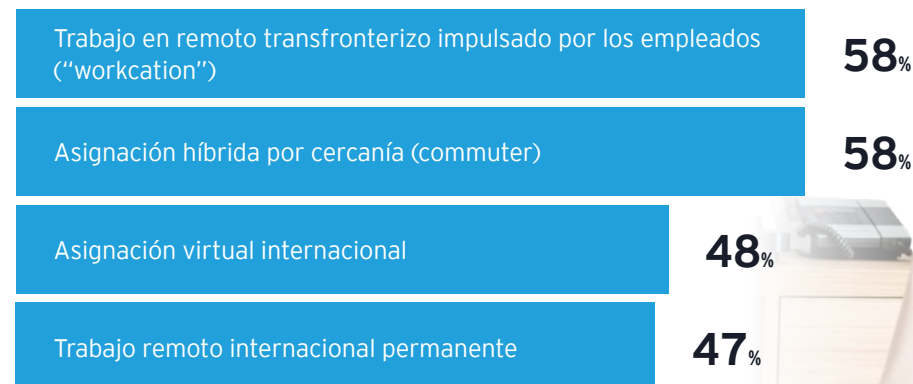 Trabajo en remoto transfronterizo impulsado por los empleados
(“workcation”)
58%
Asignación híbrida por cercanía (commuter)
58%
Asignación virtual internacional
48%
Trabajo remoto internacional permanente
47%